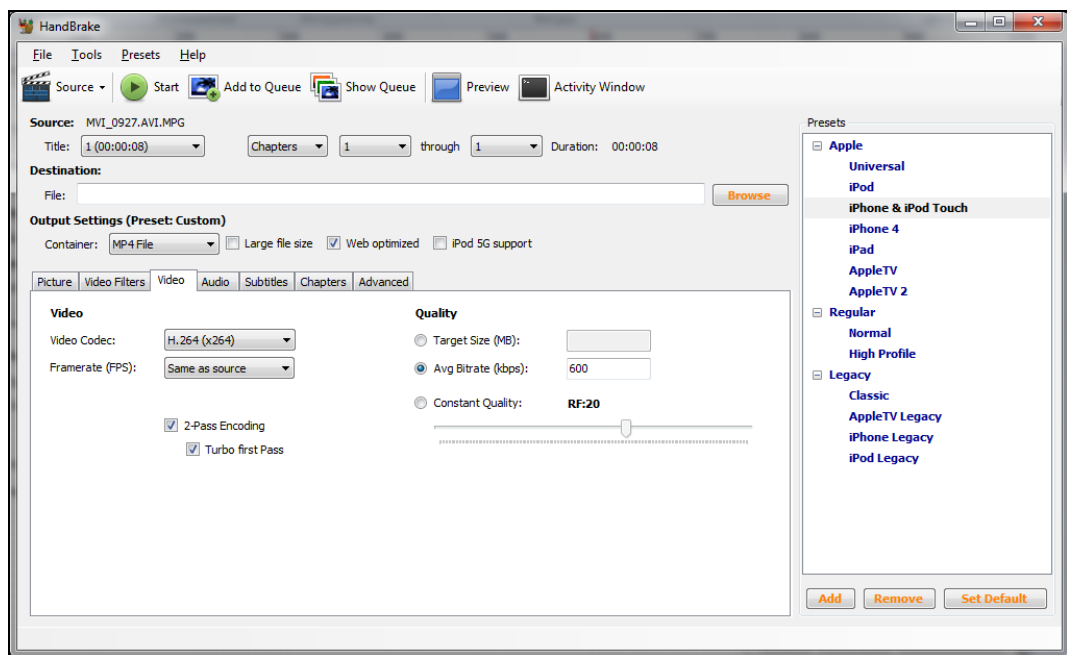 HandBrake
File Tools Presets Help
Source Start Add to Queue Show Queue Preview Activity Window
Source: MVI_0927.AVI.MPG
Title: 1 (00:00:08) Chapters 1 through 1 Duration: 00:00:08
Destination:
File: Browse
Output Settings (Preset: Custom)
Container: MP4 File Large file size Web optimized iPod 5G support
Picture Video Filters Video Audio Subtitles Chapters Advanced
Video
Video Codec: H.264 (x264)
Framerate (FPS): Same as source
2-Pass Encoding
Turbo first Pass
Quality
Target Size (MB):
Avg Bitrate (kbps): 600
Constant Quality: RF:20
Presets
Apple
Universal
iPod
iPhone & iPod Touch
iPhone 4
iPad
AppleTV
AppleTV 2
Regular
Normal
High Profile
Legacy
Classic
AppleTV Legacy
iPhone Legacy
iPod Legacy
Add Remove Set Default